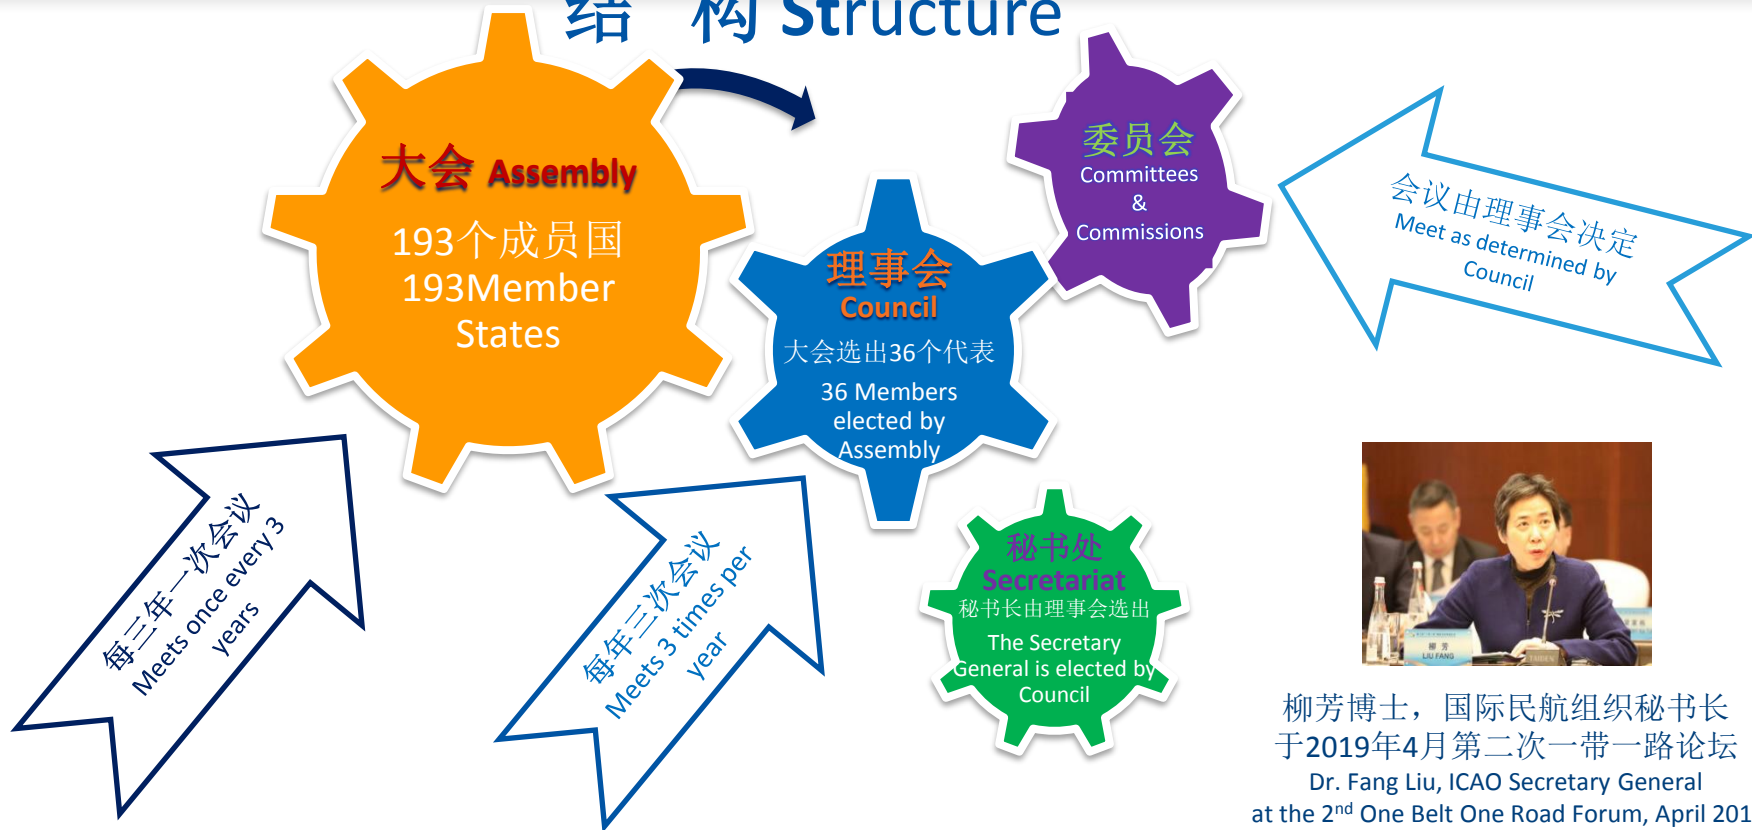 结 构 Structure
大会 Assembly
193个成员国
193Member
States
委员会
Committees
&
Commissions
会议由理事会决定
Meet as determined by
Council
理事会
Council
大会选出36个代表
36 Members
elected by
Assembly
每三年一次会议
Meets once every 3
years
每年三次会议
Meets 3 times per
year
秘书处
Secretariat
秘书长由理事会选出
The Secretary
General is elected by
Council
柳 芳
LIU FANG
TAIDEN
柳芳博士，国际民航组织秘书长
于2019年4月第二次一带一路论坛
Dr. Fang Liu, ICAO Secretary General
at the 2nd One Belt One Road Forum, April 201